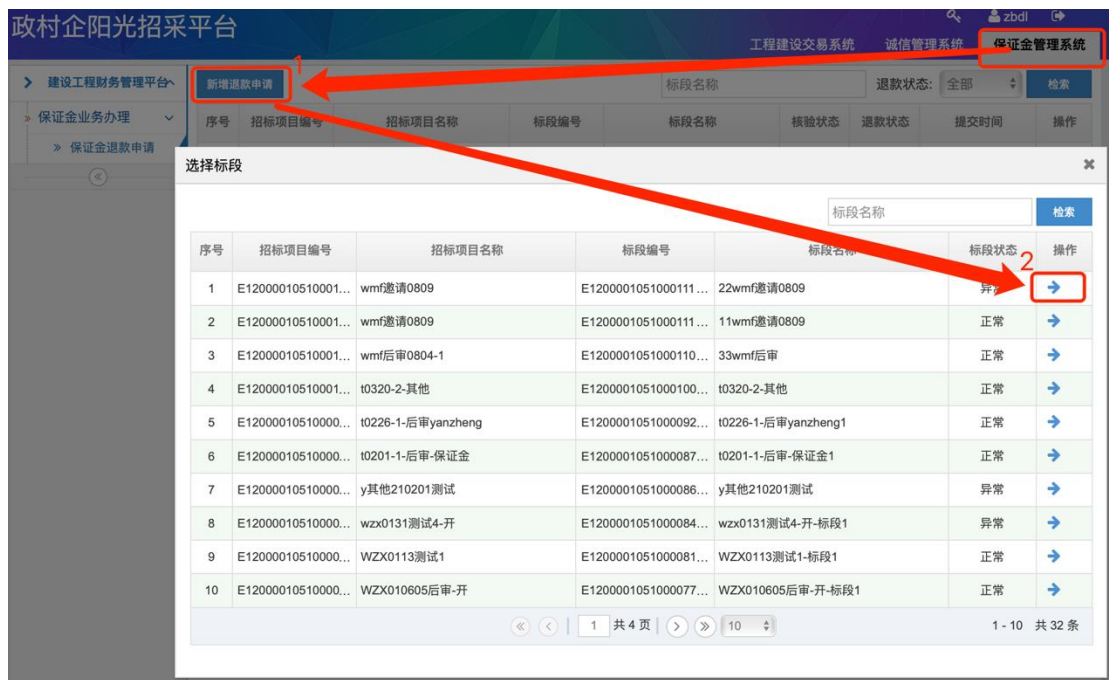 政村企阳光招采平台
zbdl
工程建设交易系统 诚信管理系统 保证金管理系统
建设工程财务管理平台
保证金业务办理
保证金退款申请
1
新增退款申请 标段名称 退款状态: 全部 检索
序号 招标项目编号 招标项目名称 标段编号 标段名称 核验状态 退款状态 提交时间 操作
选择标段
标段名称 检索
序号 招标项目编号 招标项目名称 标段编号 标段名称 标段状态 操作
2
1 E12000010510001... wmf邀请0809 E1200001051000111... 22wmf邀请0809 异常
2 E12000010510001... wmf邀请0809 E1200001051000111... 11wmf邀请0809 正常
3 E12000010510001... wmf后审0804-1 E1200001051000110... 33wmf后审 正常
4 E12000010510001... t0320-2-其他 E1200001051000100... t0320-2-其他 正常
5 E12000010510000... t0226-1-后审yanzheng E1200001051000092... t0226-1-后审yanzheng1 正常
6 E12000010510000... t0201-1-后审-保证金 E1200001051000087... t0201-1-后审-保证金1 正常
7 E12000010510000... y其他210201测试 E1200001051000086... y其他210201测试 异常
8 E12000010510000... wzx0131测试4-开 E1200001051000084... wzx0131测试4-开-标段1 异常
9 E12000010510000... WZX0113测试1 E1200001051000081... WZX0113测试1-标段1 正常
10 E12000010510000... WZX010605后审-开 E1200001051000077... WZX010605后审-开-标段1 正常
1 共 4 页 10 1 - 10 共 32 条